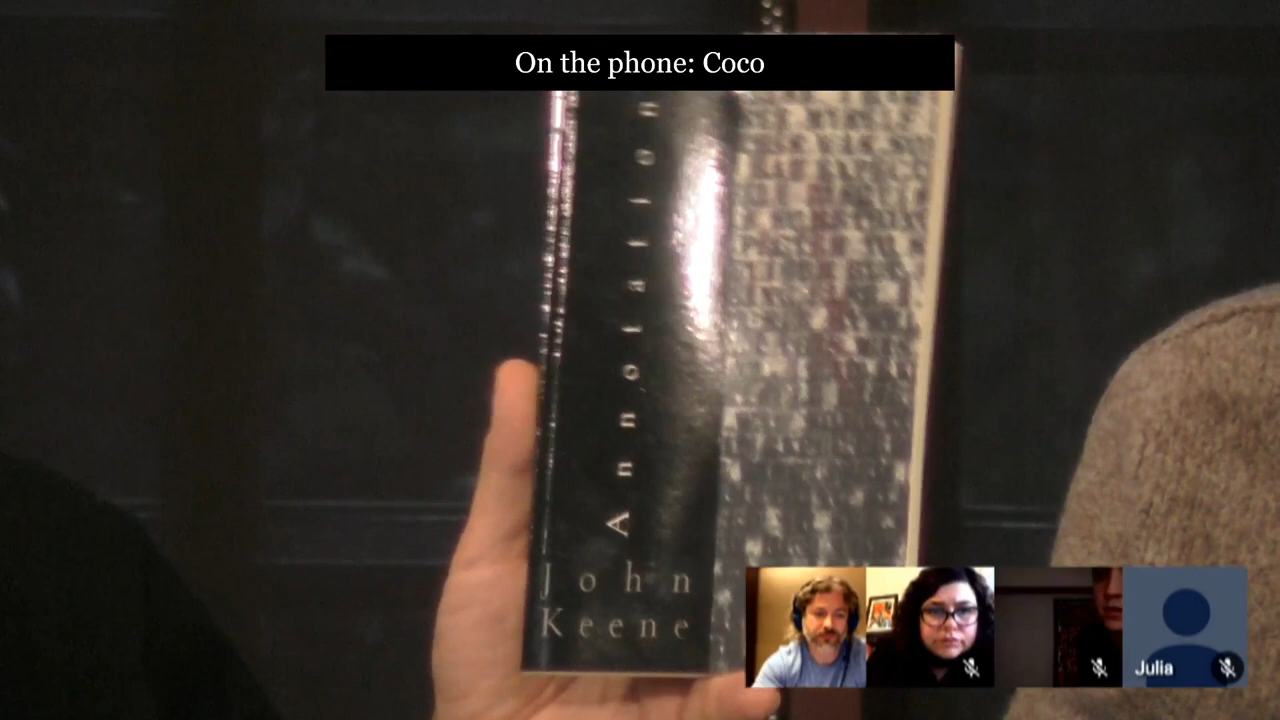 On the phone: Coco
Annotation
John
Keene
Julia